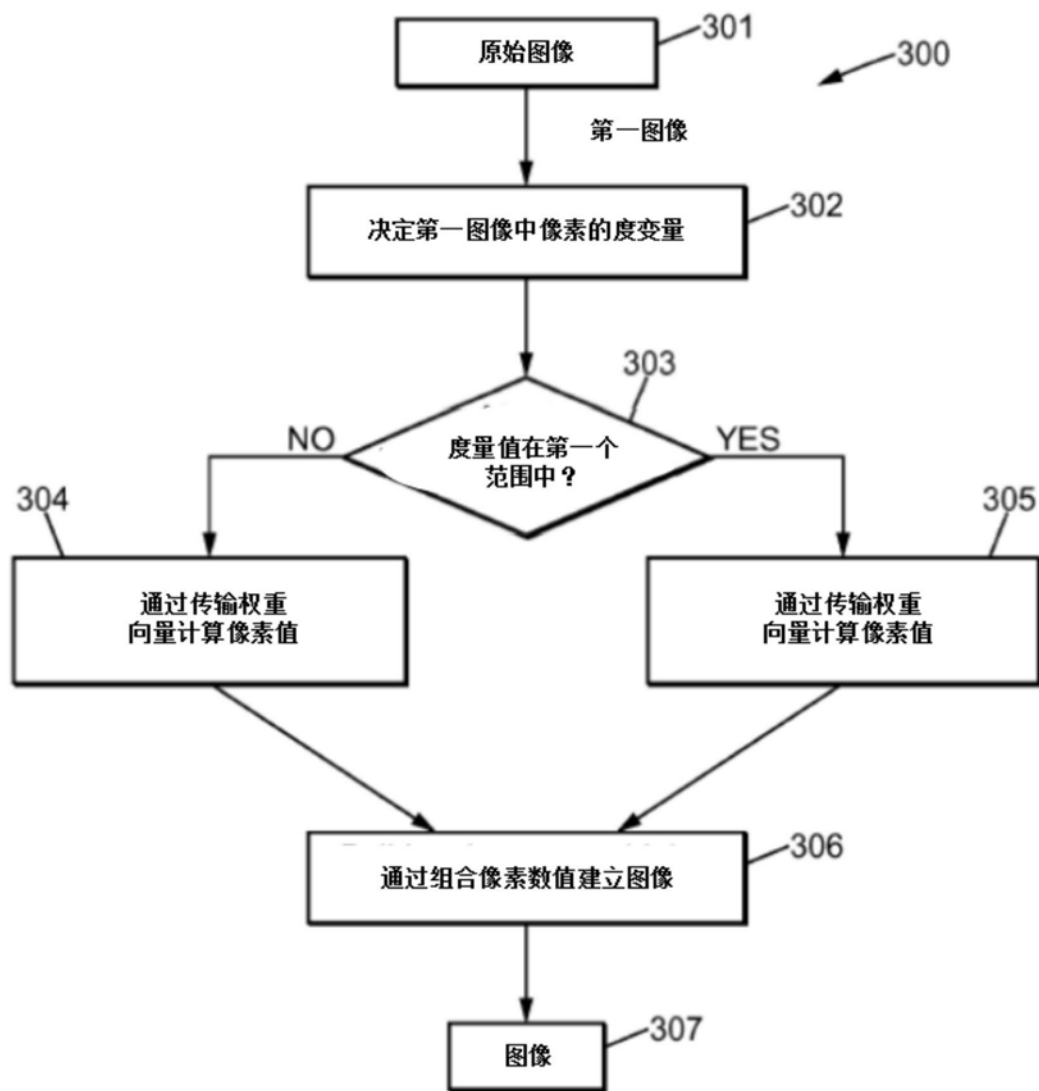 原始图像
301
300
第一图像
决定第一图像中像素的度变量
302
303
NO
度量值在第一个
范围中？
YES
304
通过传输权重
向量计算像素值
305
通过传输权重
向量计算像素值
通过组合像素数值建立图像
306
图像
307